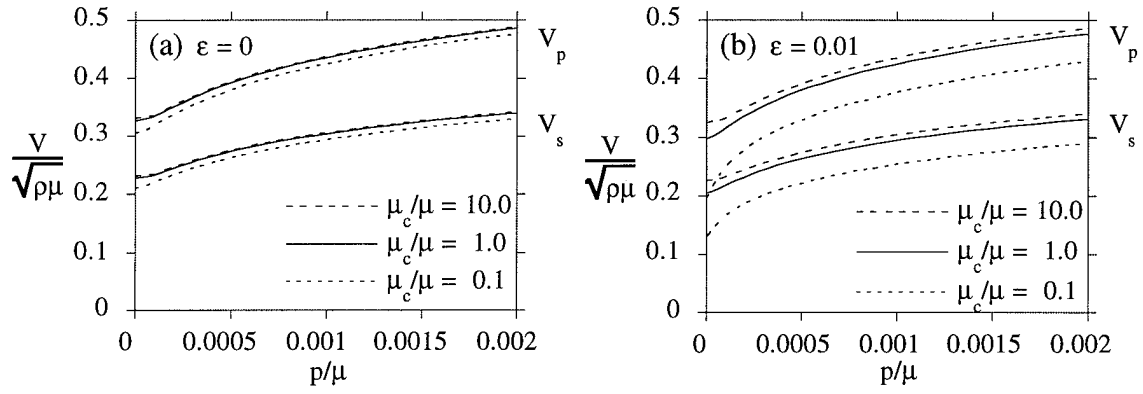 (a) ε = 0
0.5
0.4
0.3
0.2
0.1
0
V
√ρμ
V_p
V_s
μ_c/μ = 10.0
μ_c/μ = 1.0
μ_c/μ = 0.1
0 0.0005 0.001 0.0015 0.002
p/μ
(b) ε = 0.01
0.5
0.4
0.3
0.2
0.1
0
V
√ρμ
V_p
V_s
μ_c/μ = 10.0
μ_c/μ = 1.0
μ_c/μ = 0.1
0 0.0005 0.001 0.0015 0.002
p/μ